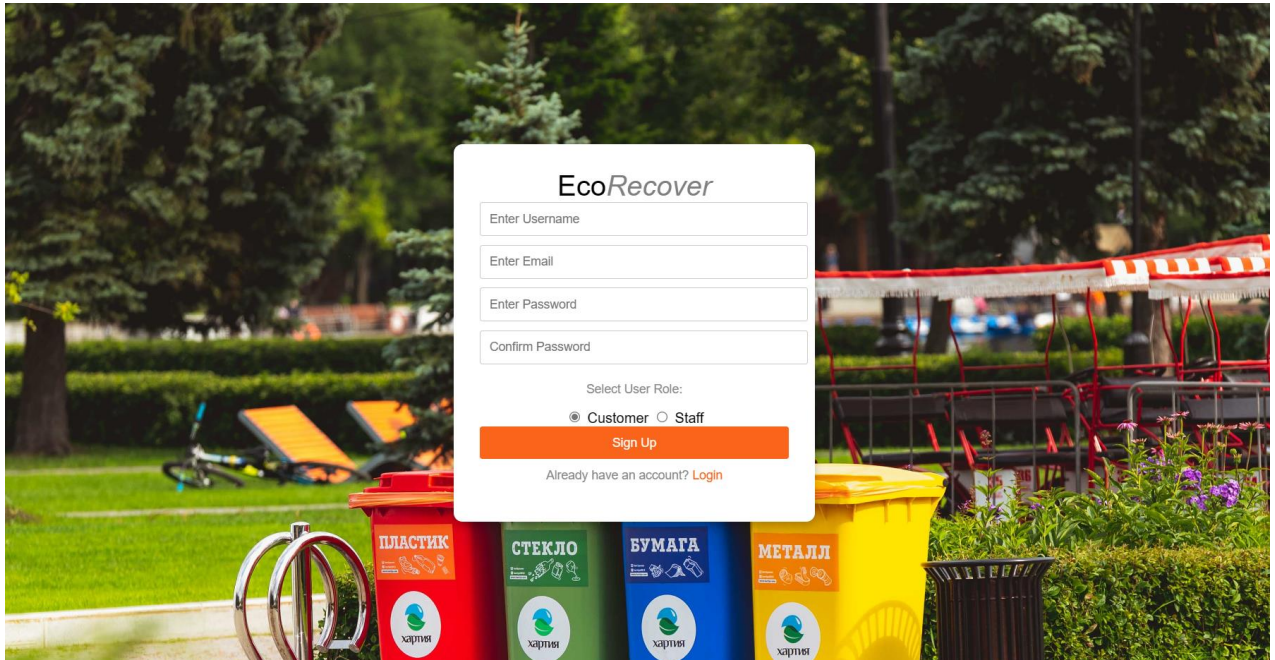 EcoRecover
Enter Username
Enter Email
Enter Password
Confirm Password
Select User Role:
Customer
Staff
Sign Up
Already have an account? Login
ПЛАСТИК
СТЕКЛО
БУМАГА
МЕТАЛЛ
хартия
хартия
хартия
хартия